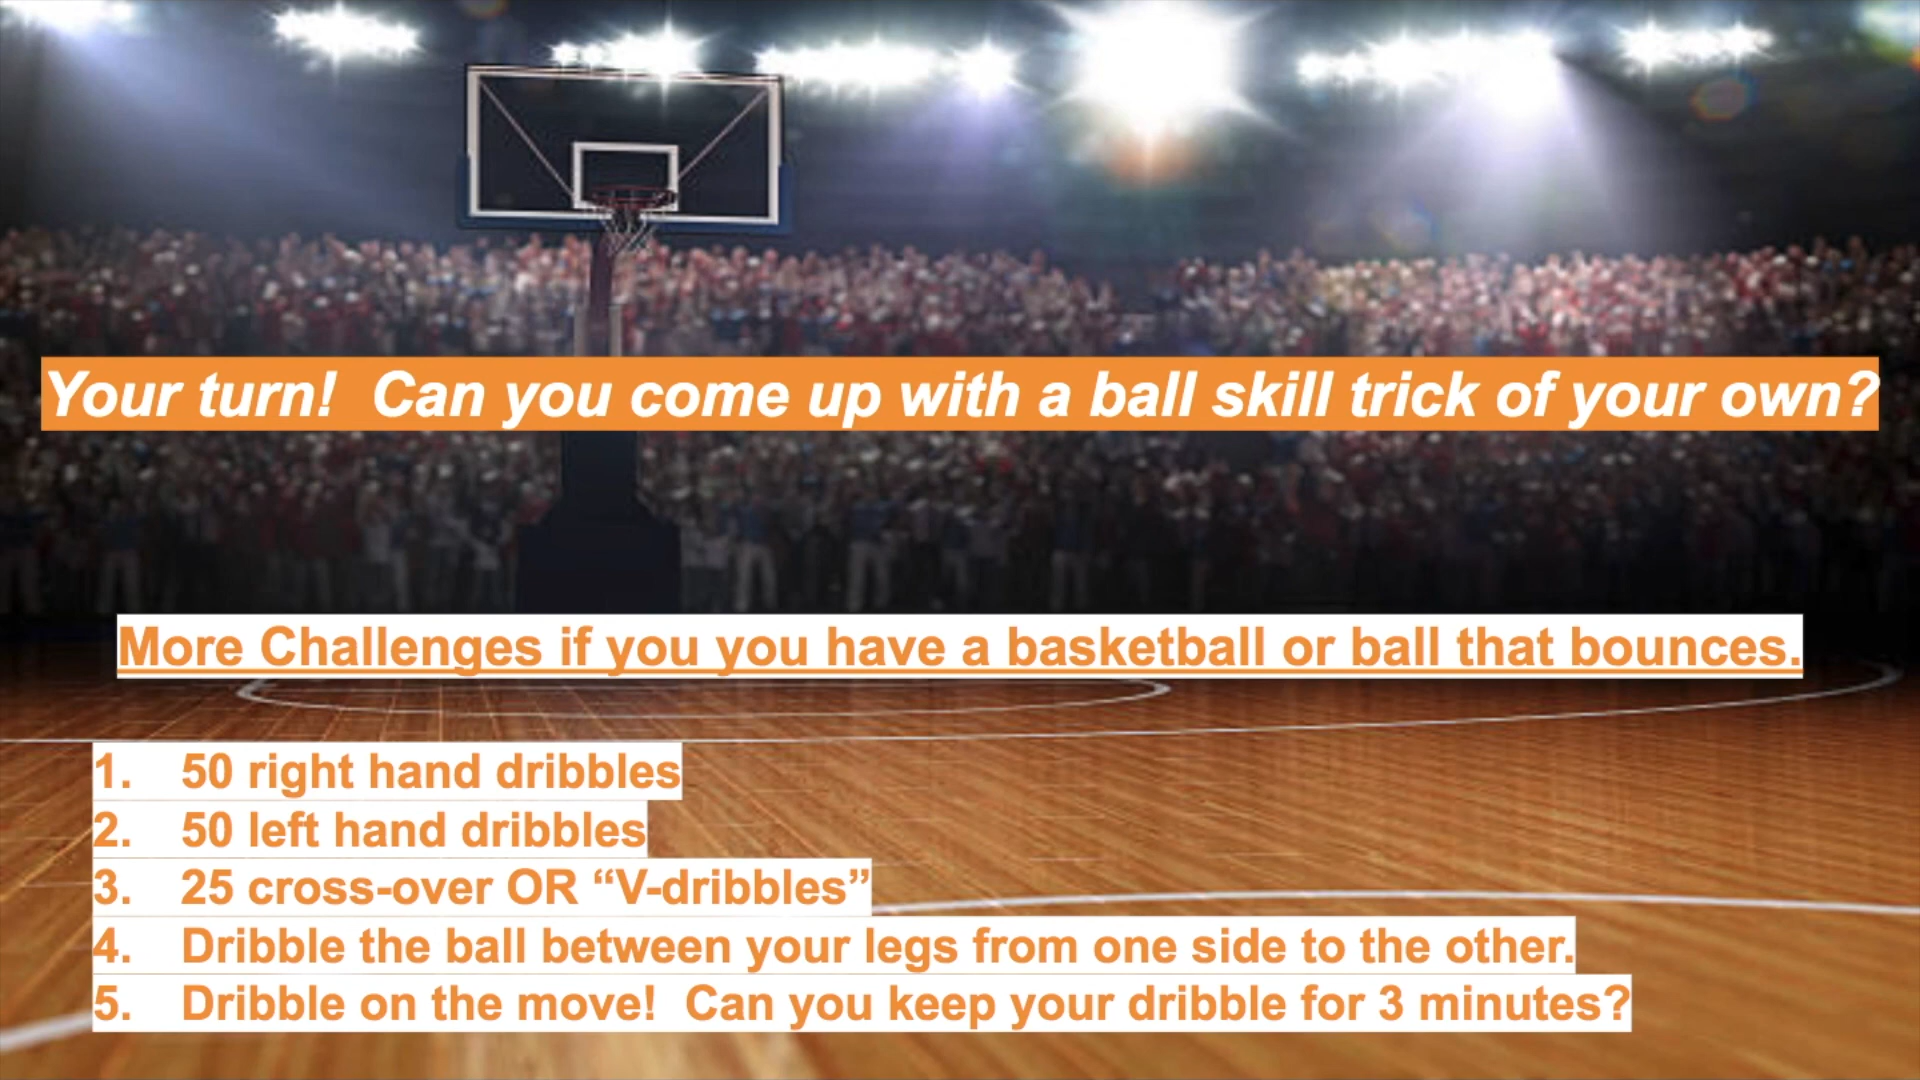 Your turn!  Can you come up with a ball skill trick of your own?
More Challenges if you you have a basketball or ball that bounces.
1. 50 right hand dribbles
2. 50 left hand dribbles
3. 25 cross-over OR “V-dribbles”
4. Dribble the ball between your legs from one side to the other.
5. Dribble on the move!  Can you keep your dribble for 3 minutes?